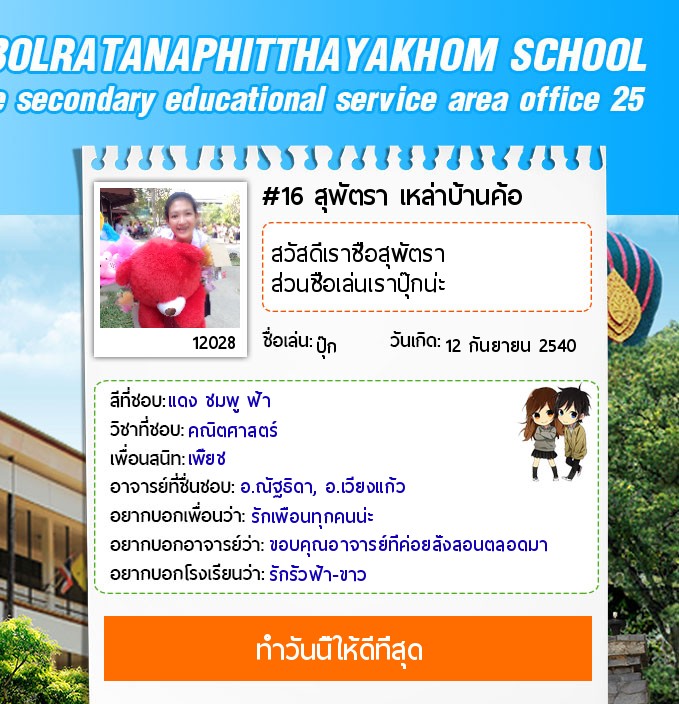 BOLRATANAPHITTHAYAKHOM SCHOOL
e secondary educational service area office 25
#16 สุพัตรา เหล่าบ้านค้อ
สวัสดีเราชื่อสุพัตรา
ส่วนชื่อเล่นเราปุ๊กน่ะ
12028
ชื่อเล่น: ปุ๊ก วันเกิด: 12 กันยายน 2540
สีที่ชอบ: แดง ชมพู ฟ้า
วิชาที่ชอบ: คณิตศาสตร์
เพื่อนสนิท: เพียช
อาจารย์ที่ชื่นชอบ: อ.ณัฐธิดา, อ.เวียงแก้ว
อยากบอกเพื่อนว่า: รักเพื่อนทุกคนน่ะ
อยากบอกอาจารย์ว่า: ขอบคุณอาจารย์ที่ค่อยสั่งสอนตลอดมา
อยากบอกโรงเรียนว่า: รักรั้วฟ้า-ขาว
ทำวันนี้ให้ดีที่สุด